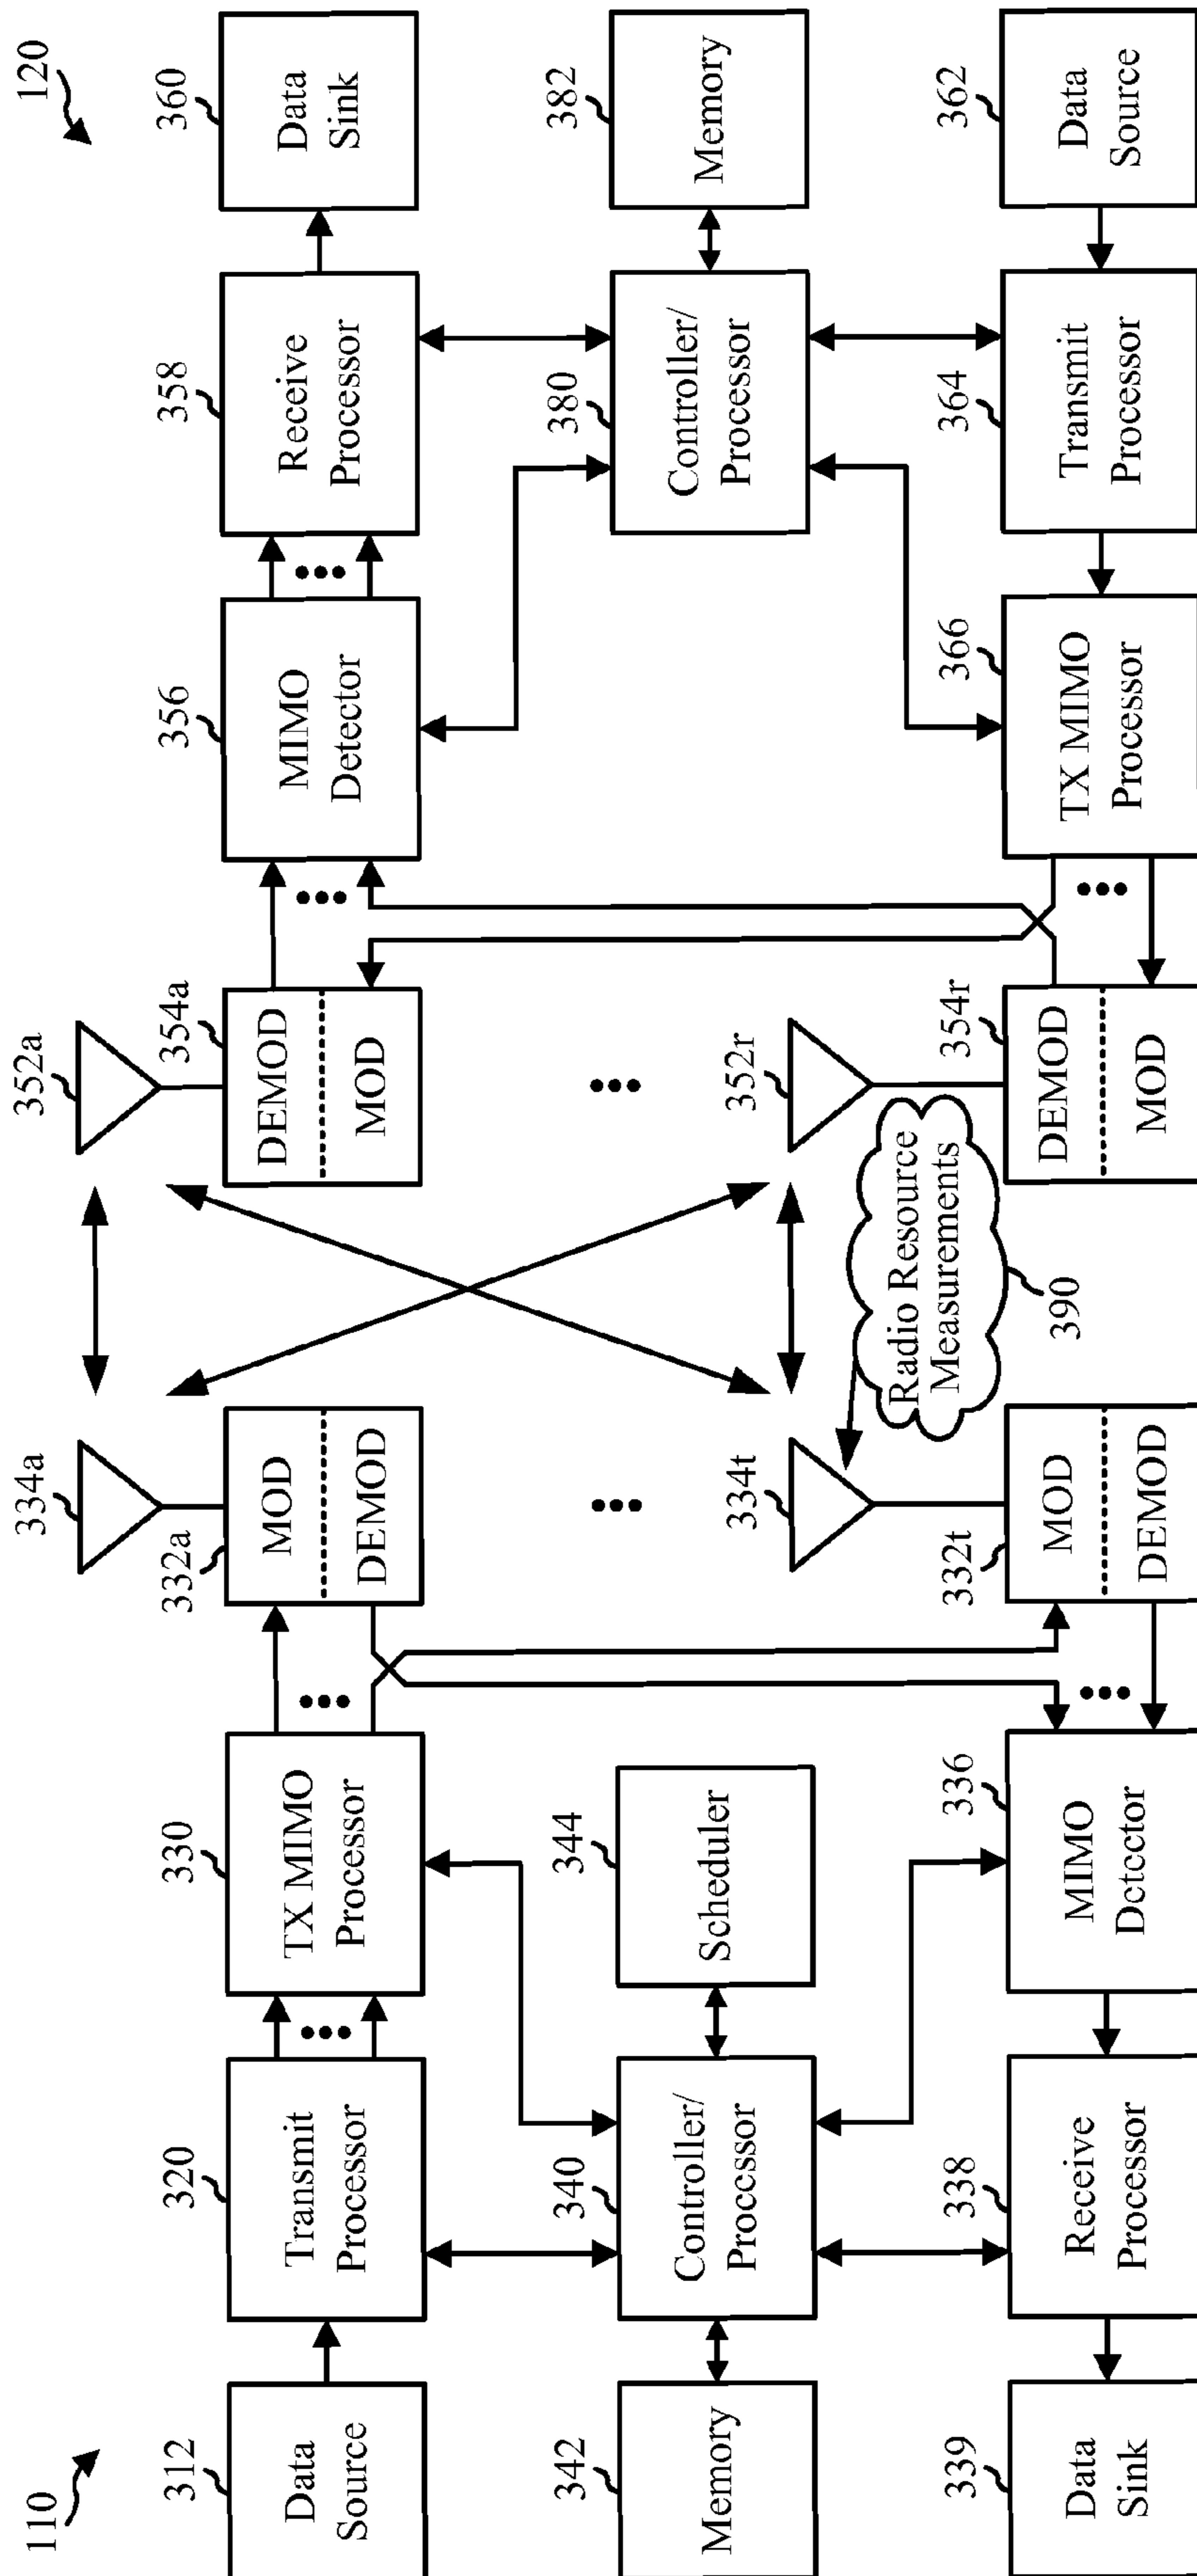 110
312
Data
Source
320
Transmit
Processor
330
TX MIMO
Processor
332a
MOD
DEMOD
334a
342
Memory
340
Controller/
Processor
344
Scheduler
339
Data
Sink
338
Receive
Processor
336
MIMO
Detector
332t
MOD
DEMOD
334t
390
Radio Resource
Measurements
352a
354a
DEMOD
MOD
352r
354r
DEMOD
MOD
356
MIMO
Detector
358
Receive
Processor
360
Data
Sink
120
380
Controller/
Processor
382
Memory
366
TX MIMO
Processor
364
Transmit
Processor
362
Data
Source